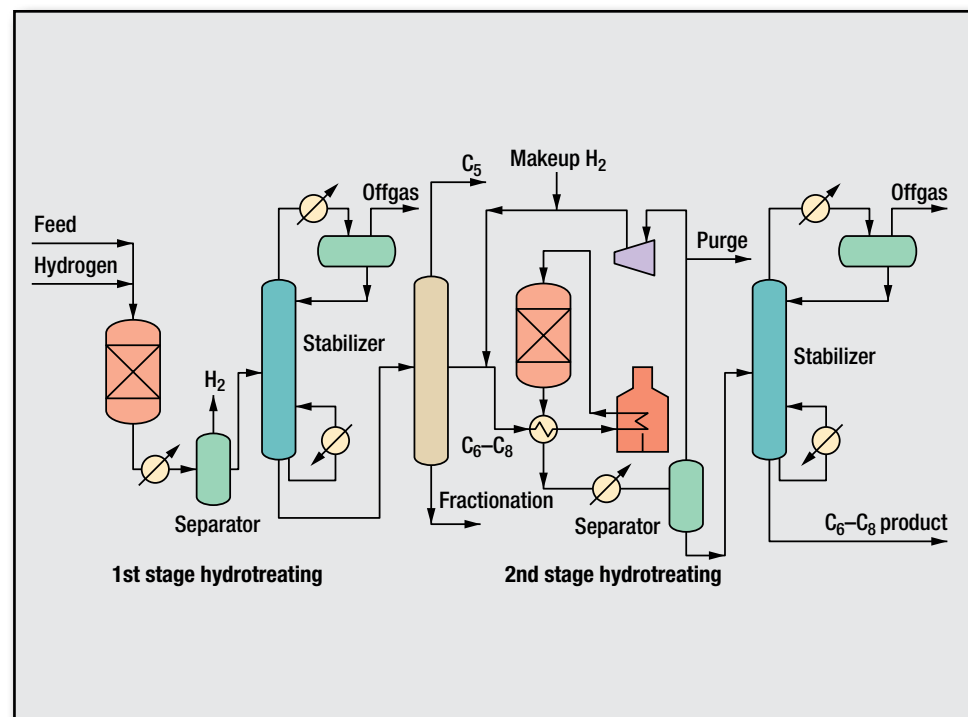 Feed
Hydrogen
H₂
Separator
Stabilizer
Offgas
C₅
C₆–C₈
Fractionation
Makeup H₂
Purge
Separator
Offgas
Stabilizer
C₆–C₈ product
1st stage hydrotreating
2nd stage hydrotreating